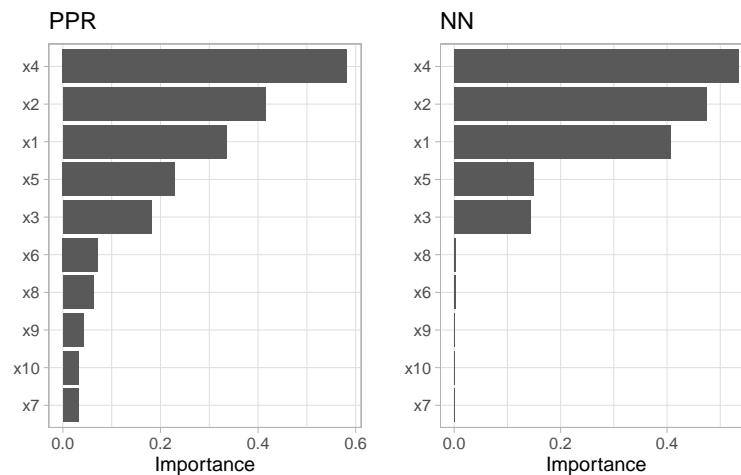 PPR
x4
x2
x1
x5
x3
x6
x8
x9
x10
x7
0.0 0.2 0.4 0.6
Importance
NN
x4
x2
x1
x5
x3
x8
x6
x9
x10
x7
0.0 0.2 0.4
Importance